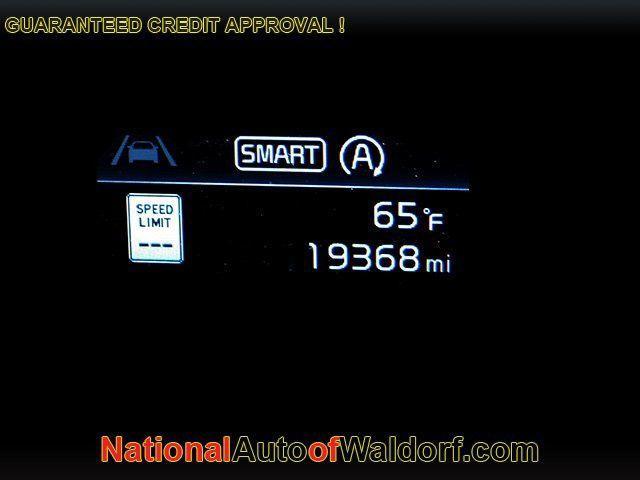 GUARANTEED CREDIT APPROVAL !
SMART A
SPEED
LIMIT
---
65°F
19368 mi
NationalAutoofWaldorf.com